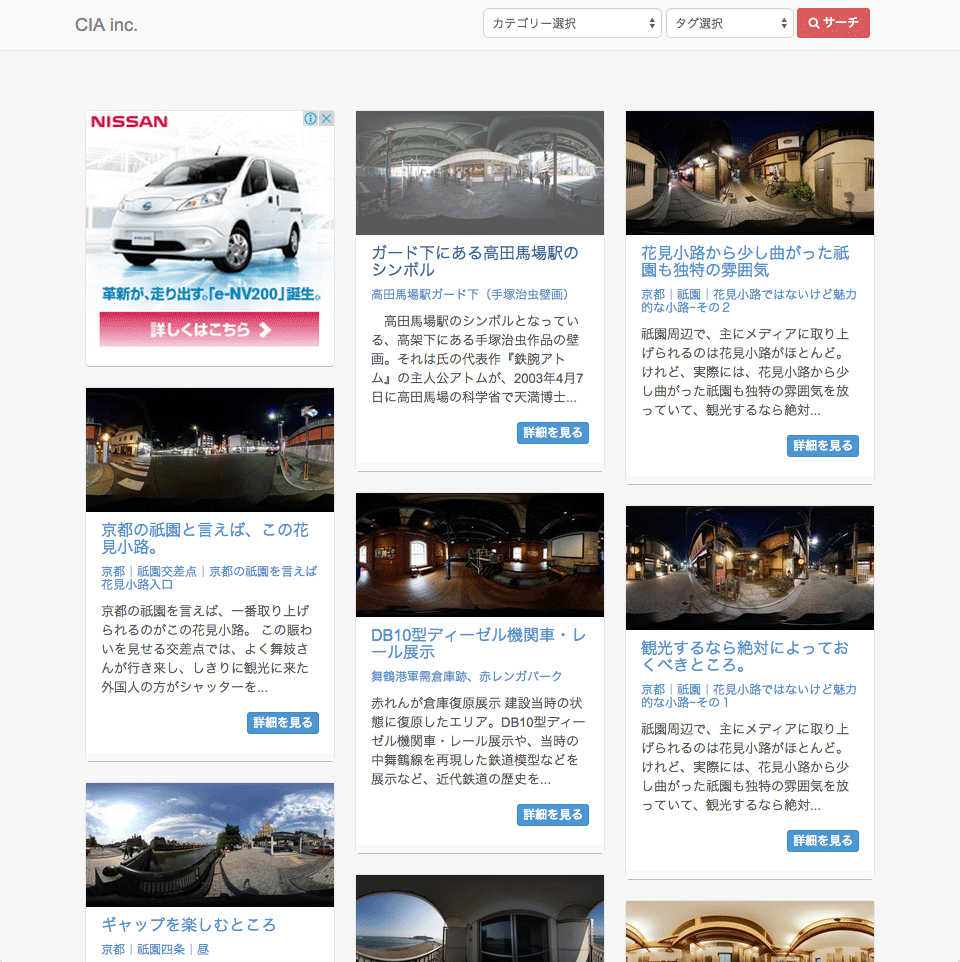 CIA inc.
カテゴリー選択
タグ選択
サーチ
NISSAN
革新が、走り出す。「e-NV200」誕生。
詳しくはこちら
京都の祇園と言えば、この花
見小路。
京都｜祇園交差点｜京都の祇園を言えば
花見小路入口
京都の祇園を言えば、一番取り上げ
られるのがこの花見小路。 この賑わ
いを見せる交差点では、よく舞妓さ
んが行き来し、しきりに観光に来た
外国人の方がシャッターを...
詳細を見る
ギャップを楽しむところ
京都｜祇園四条｜昼
ガード下にある高田馬場駅の
シンボル
高田馬場駅ガード下（手塚治虫壁画）
　高田馬場駅のシンボルとなってい
る、高架下にある手塚治虫作品の壁
画。それは氏の代表作『鉄腕アト
ム』の主人公アトムが、2003年4月7
日に高田馬場の科学省で天満博士...
詳細を見る
DB10型ディーゼル機関車・レ
ール展示
舞鶴港軍需倉庫跡、赤レンガパーク
赤れんが倉庫復原展示 建設当時の状
態に復原したエリア。DB10型ディー
ゼル機関車・レール展示や、当時の
中舞鶴線を再現した鉄道模型などを
展示など、近代鉄道の歴史を...
詳細を見る
花見小路から少し曲がった祇
園も独特の雰囲気
京都｜祇園｜花見小路ではないけど魅力
的な小路−その２
祇園周辺で、主にメディアに取り上
げられるのは花見小路がほとんど。
けれど、実際には、花見小路から少
し曲がった祇園も独特の雰囲気を放
っていて、観光するなら絶対...
詳細を見る
観光するなら絶対によってお
くべきところ。
京都｜祇園｜花見小路ではないけど魅力
的な小路−その１
祇園周辺で、主にメディアに取り上
げられるのは花見小路がほとんど。
けれど、実際には、花見小路から少
し曲がった祇園も独特の雰囲気を放
っていて、観光するなら絶対...
詳細を見る